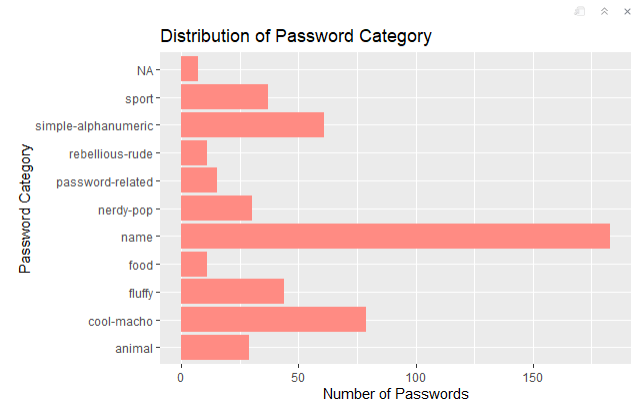 Distribution of Password Category
Password Category
NA
sport
simple-alphanumeric
rebellious-rude
password-related
nerdy-pop
name
food
fluffy
cool-macho
animal
0 50 100 150
Number of Passwords